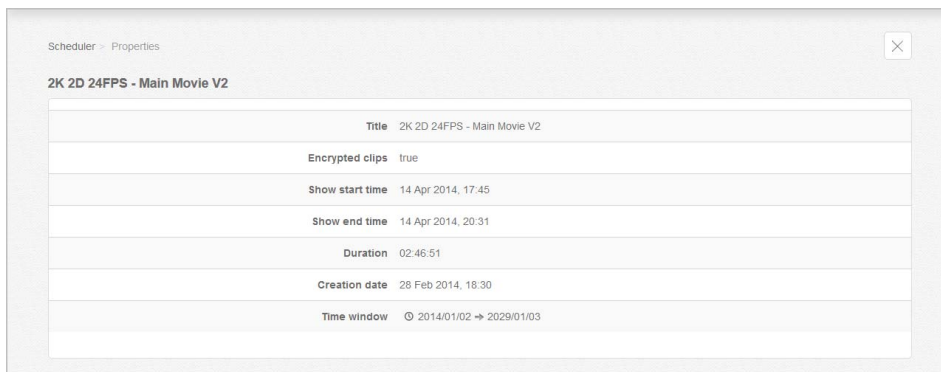 Scheduler > Properties
2K 2D 24FPS - Main Movie V2
Title 2K 2D 24FPS - Main Movie V2
Encrypted clips true
Show start time 14 Apr 2014, 17:45
Show end time 14 Apr 2014, 20:31
Duration 02:46:51
Creation date 28 Feb 2014, 18:30
Time window 2014/01/02 → 2029/01/03